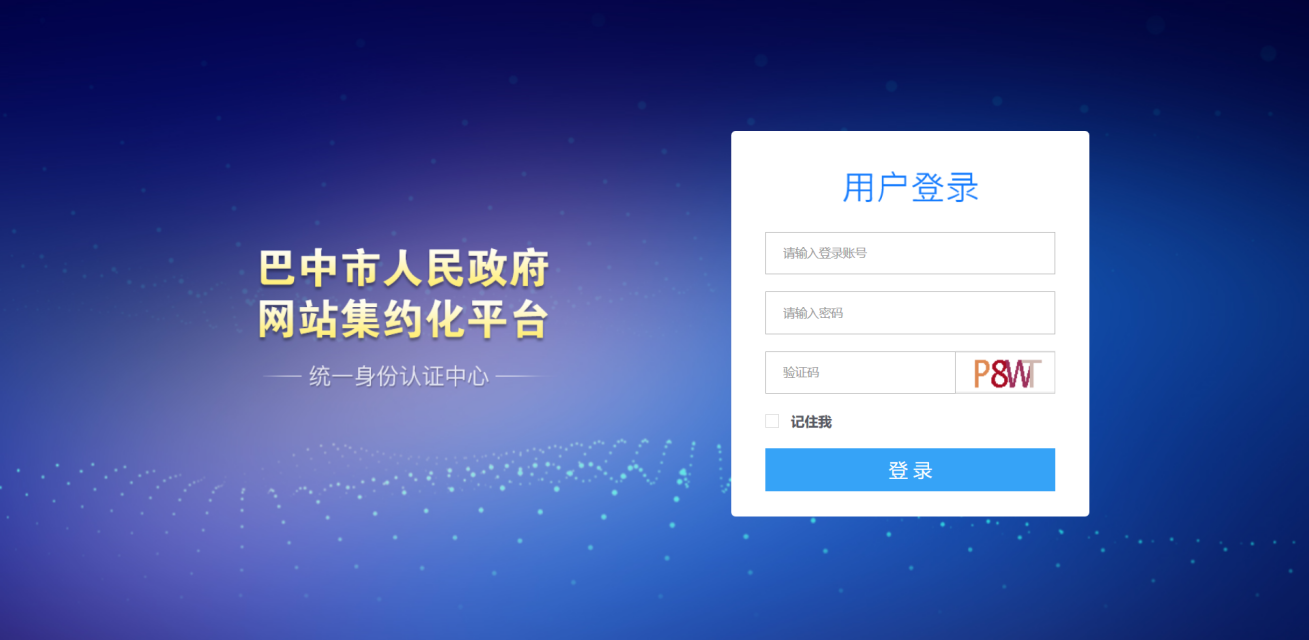 巴中市人民政府
网站集约化平台
统一身份认证中心
用户登录
请输入登录账号
请输入密码
验证码
P8WT
记住我
登录